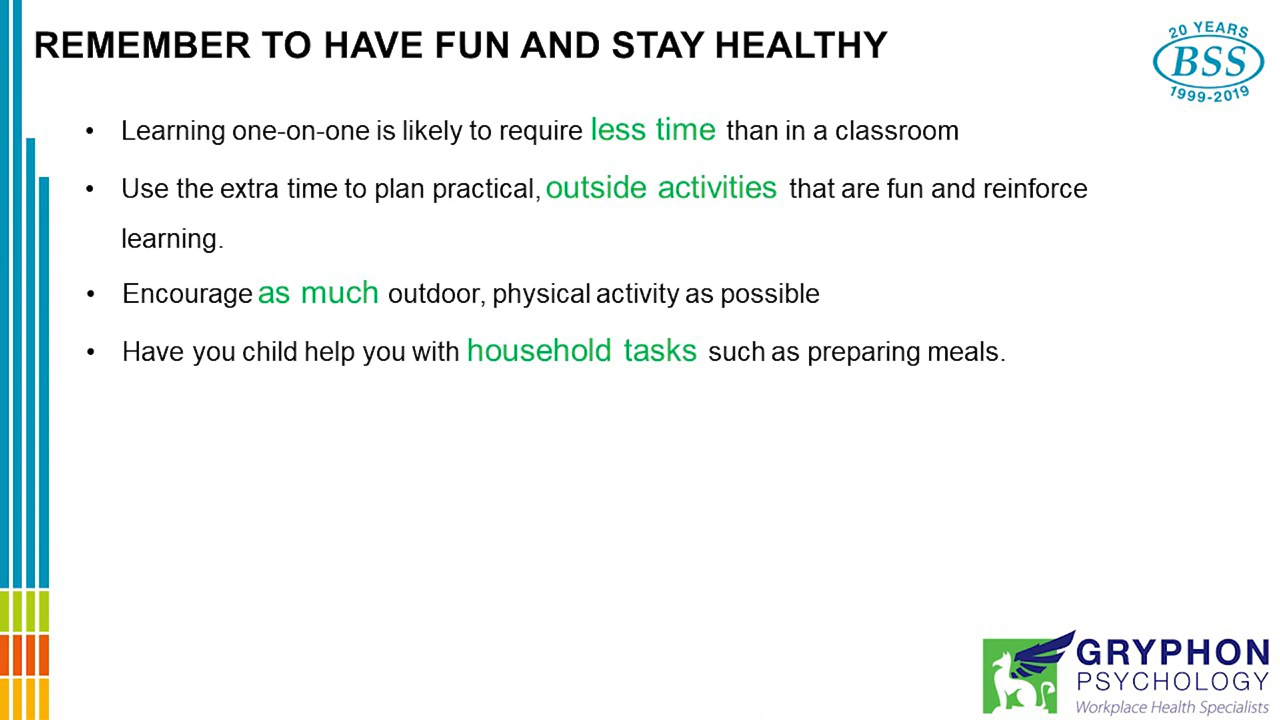 REMEMBER TO HAVE FUN AND STAY HEALTHY
20 YEARS
BSS
1999-2019
• Learning one-on-one is likely to require less time than in a classroom
• Use the extra time to plan practical, outside activities that are fun and reinforce
learning.
• Encourage as much outdoor, physical activity as possible
• Have you child help you with household tasks such as preparing meals.
GRYPHON
PSYCHOLOGY
Workplace Health Specialists